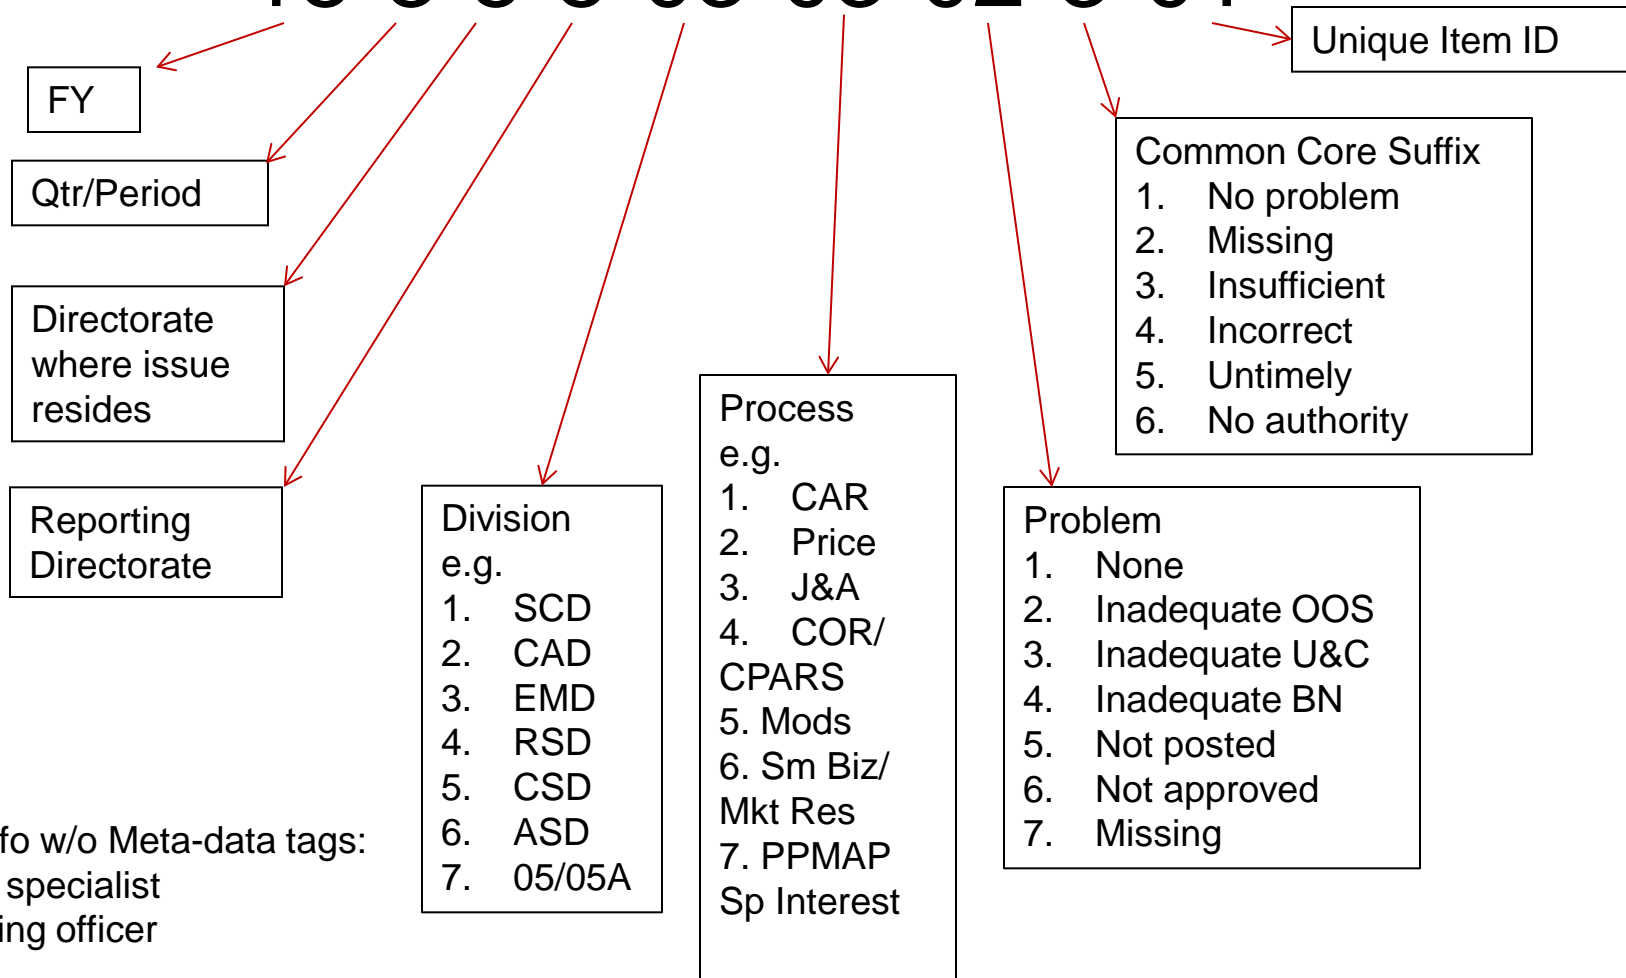 Unique Item ID
FY
Qtr/Period
Directorate
where issue
resides
Reporting
Directorate
Division
e.g.
1. SCD
2. CAD
3. EMD
4. RSD
5. CSD
6. ASD
7. 05/05A
Process
e.g.
1. CAR
2. Price
3. J&A
4. COR/
CPARS
5. Mods
6. Sm Biz/
Mkt Res
7. PPMAP
Sp Interest
Common Core Suffix
1. No problem
2. Missing
3. Insufficient
4. Incorrect
5. Untimely
6. No authority
Problem
1. None
2. Inadequate OOS
3. Inadequate U&C
4. Inadequate BN
5. Not posted
6. Not approved
7. Missing
fo w/o Meta-data tags:
specialist
ing officer